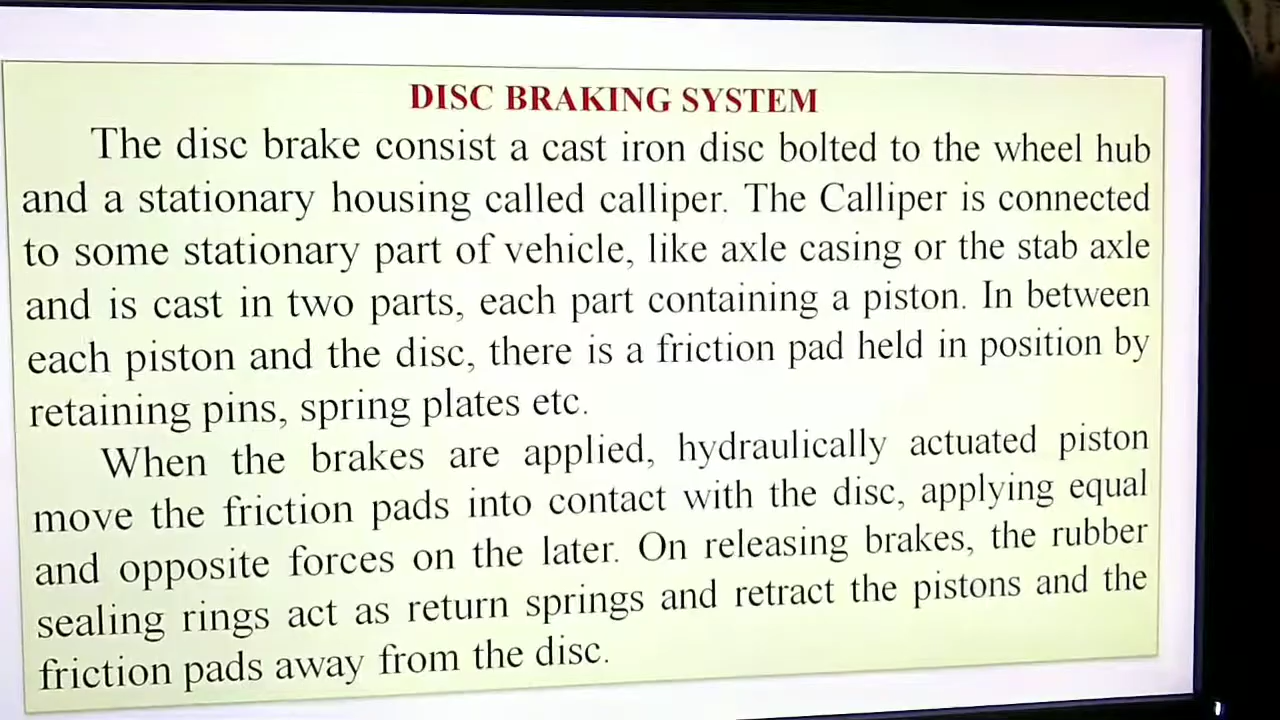 DISC BRAKING SYSTEM
The disc brake consist a cast iron disc bolted to the wheel hub
and a stationary housing called calliper. The Calliper is connected
to some stationary part of vehicle, like axle casing or the stab axle
and is cast in two parts, each part containing a piston. In between
each piston and the disc, there is a friction pad held in position by
retaining pins, spring plates etc.
When the brakes are applied, hydraulically actuated piston
move the friction pads into contact with the disc, applying equal
and opposite forces on the later. On releasing brakes, the rubber
sealing rings act as return springs and retract the pistons and the
friction pads away from the disc.